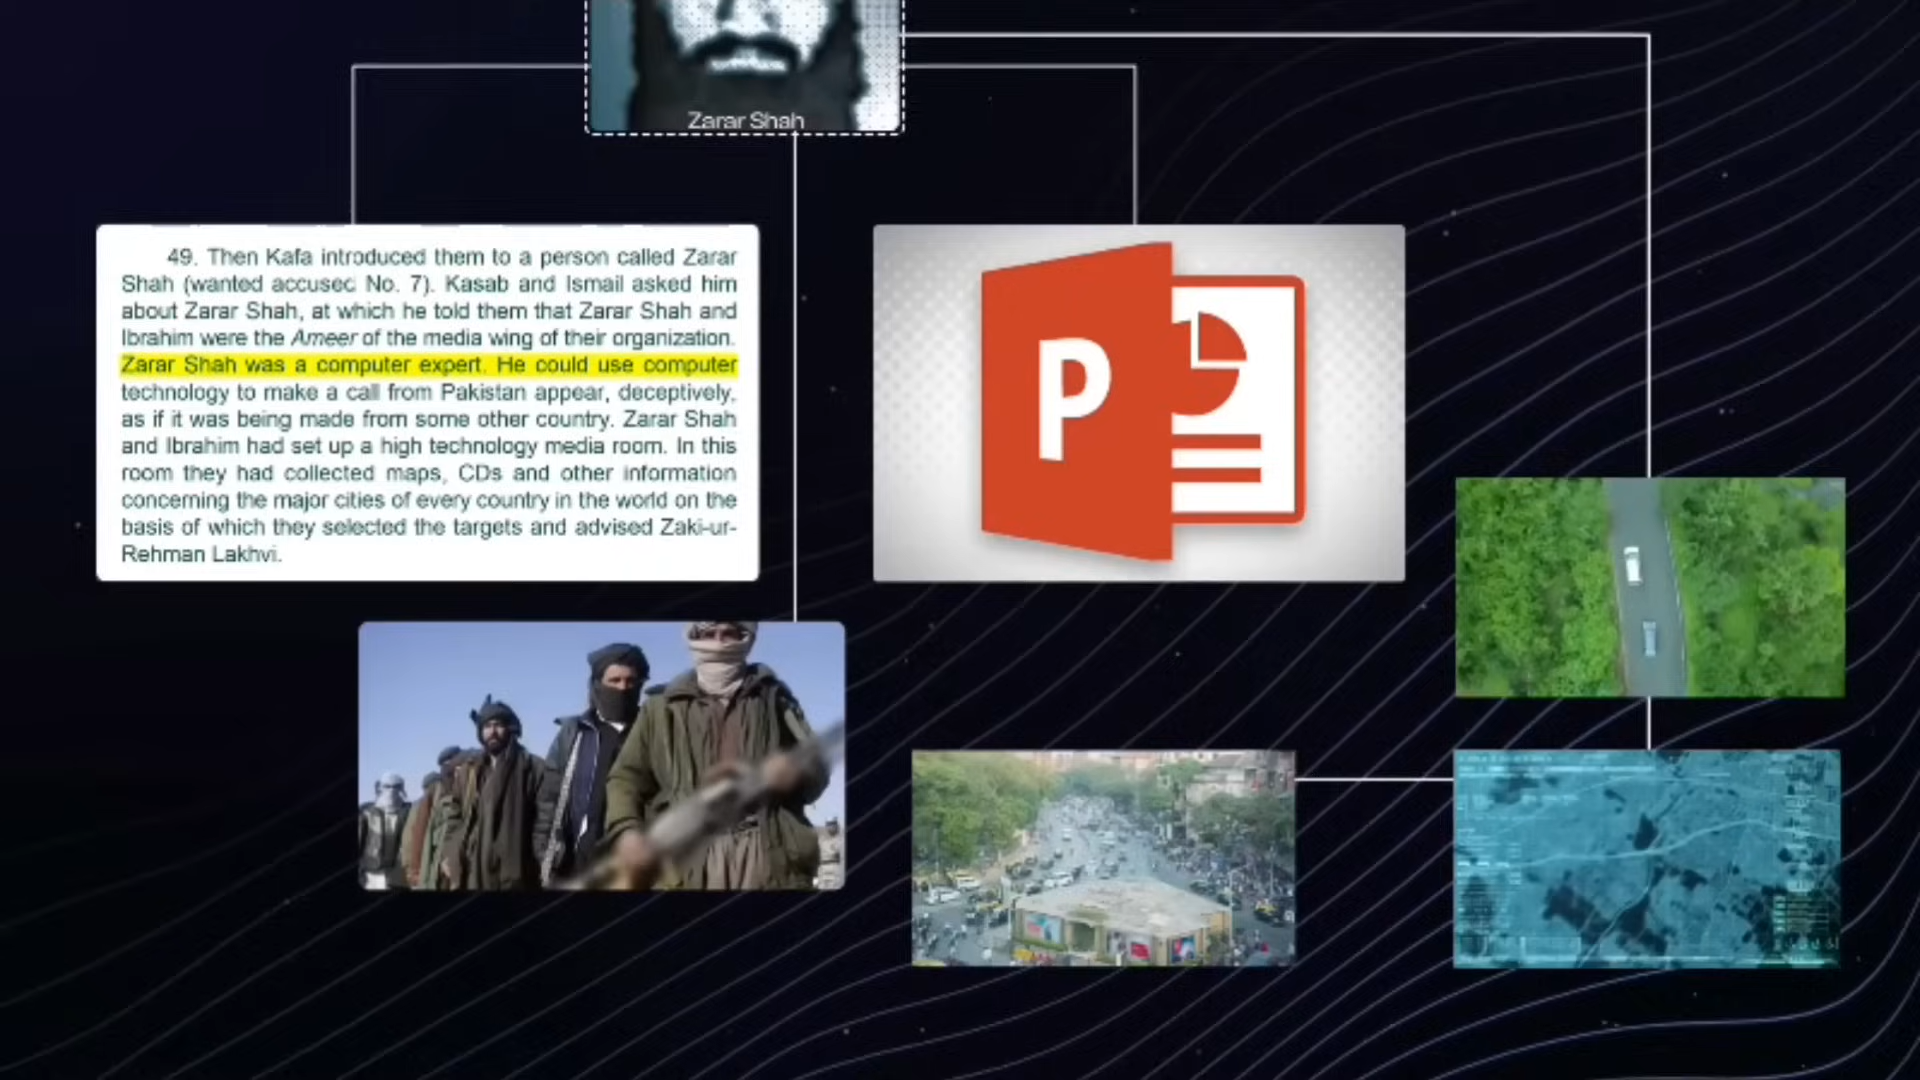 Zarar Shah
49. Then Kafa introduced them to a person called Zarar
Shah (wanted accused No. 7). Kasab and Ismail asked him
about Zarar Shah, at which he told them that Zarar Shah and
Ibrahim were the Ameer of the media wing of their organization.
Zarar Shah was a computer expert. He could use computer
technology to make a call from Pakistan appear, deceptively,
as if it was being made from some other country. Zarar Shah
and Ibrahim had set up a high technology media room. In this
room they had collected maps, CDs and other information
concerning the major cities of every country in the world on the
basis of which they selected the targets and advised Zaki-ur-
Rehman Lakhvi.
P